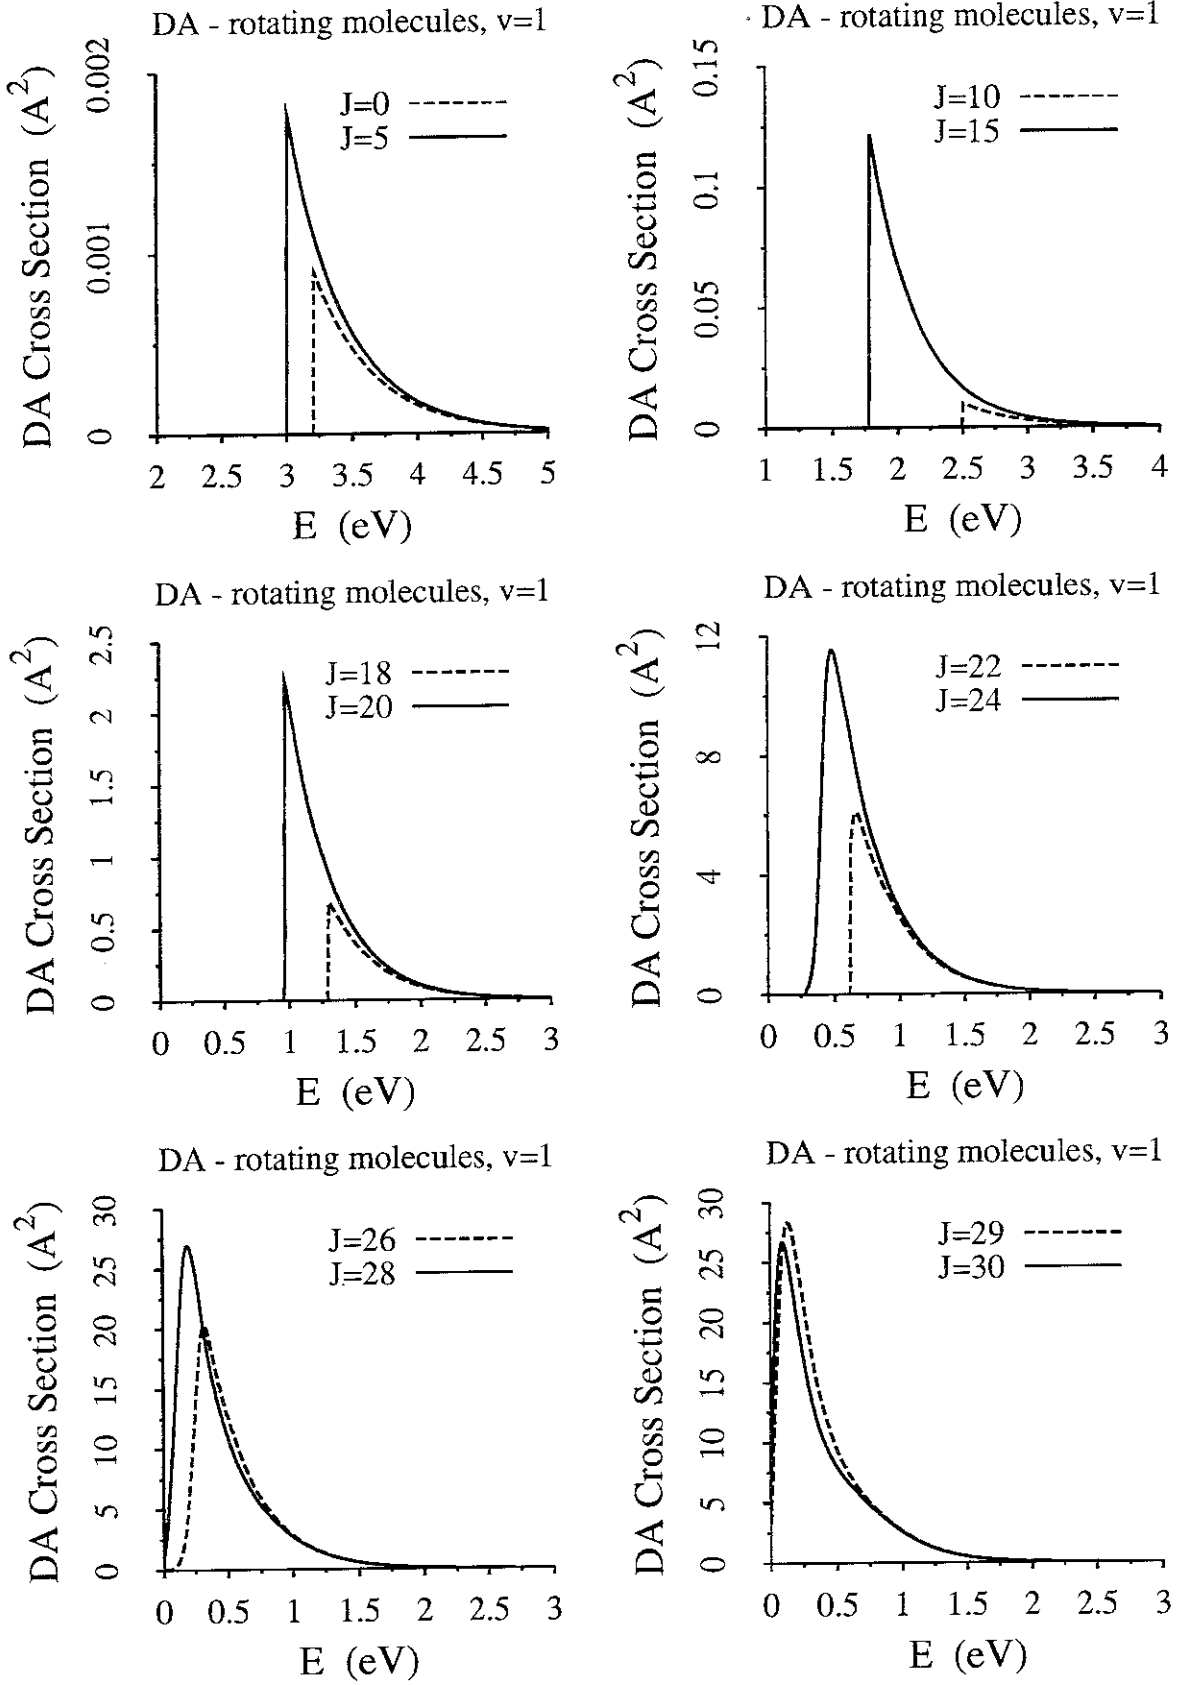 DA - rotating molecules, v=1
DA Cross Section (A^2)
0.002
0.001
0
J=0
J=5
2 2.5 3 3.5 4 4.5 5
E (eV)
DA - rotating molecules, v=1
DA Cross Section (A^2)
0.15
0.1
0.05
0
J=10
J=15
1 1.5 2 2.5 3 3.5 4
E (eV)
DA - rotating molecules, v=1
DA Cross Section (A^2)
2.5
2
1.5
1
0.5
0
J=18
J=20
0 0.5 1 1.5 2 2.5 3
E (eV)
DA - rotating molecules, v=1
DA Cross Section (A^2)
12
8
4
0
J=22
J=24
0 0.5 1 1.5 2 2.5 3
E (eV)
DA - rotating molecules, v=1
DA Cross Section (A^2)
30
25
20
15
10
5
0
J=26
J=28
0 0.5 1 1.5 2 2.5 3
E (eV)
DA - rotating molecules, v=1
DA Cross Section (A^2)
30
25
20
15
10
5
0
J=29
J=30
0 0.5 1 1.5 2 2.5 3
E (eV)